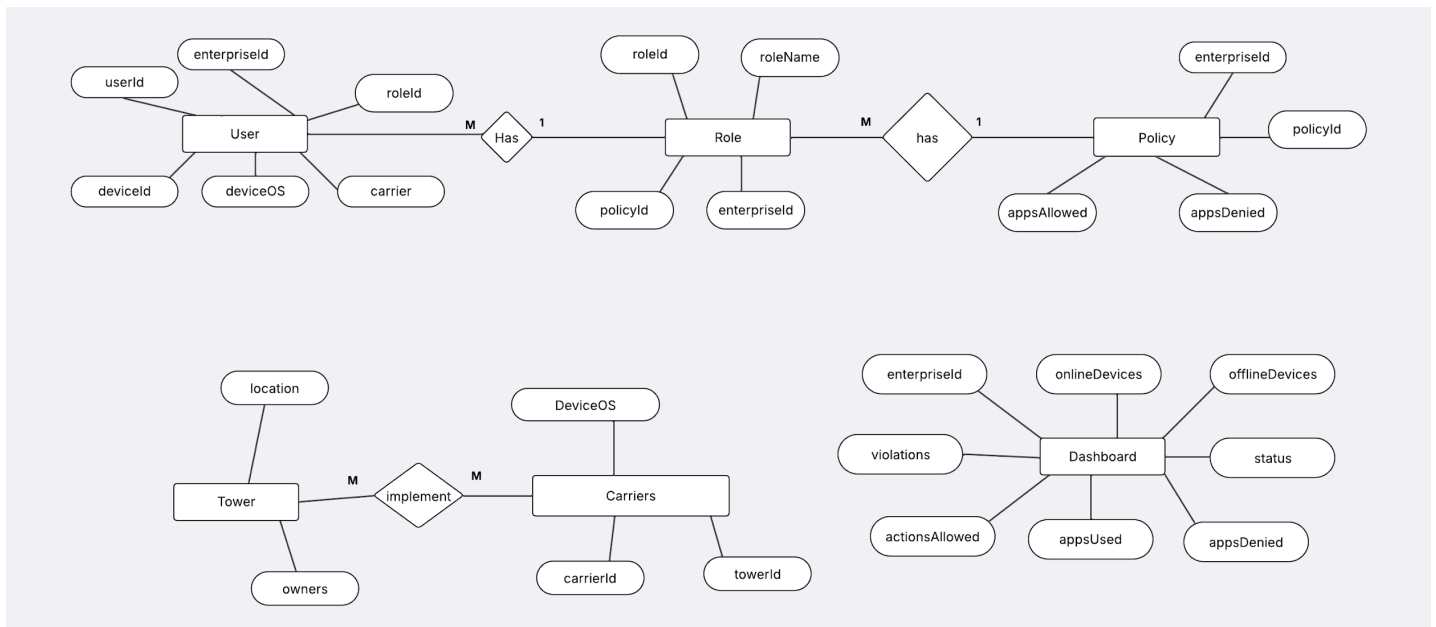 enterpriseId
userId
roleId
User
deviceId
deviceOS
carrier
M
Has
1
roleId
roleName
Role
policyId
enterpriseId
M
has
1
enterpriseId
policyId
Policy
appsAllowed
appsDenied
location
Tower
owners
M
implement
M
DeviceOS
Carriers
carrierId
towerId
enterpriseId
onlineDevices
offlineDevices
violations
Dashboard
status
actionsAllowed
appsUsed
appsDenied